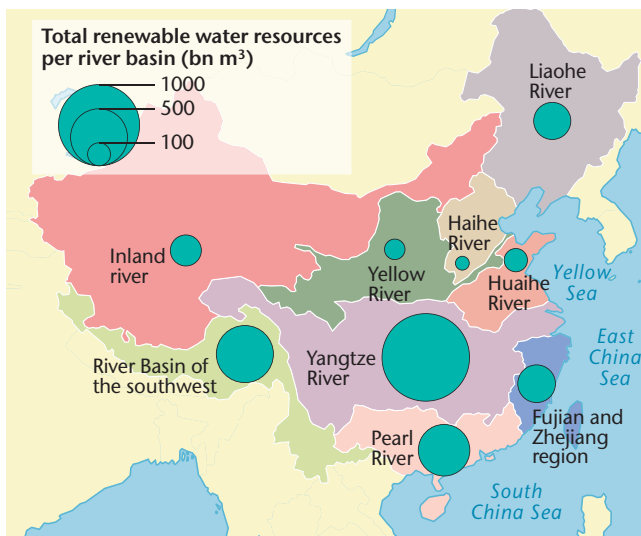 Total renewable water resources
per river basin (bn m³)
1000
500
100
Liaohe
River
Haihe
River
Inland
river
Yellow
River
Huaihe
River
Yellow
Sea
East
China
Sea
River Basin of
the southwest
Yangtze
River
Fujian and
Zhejiang
region
Pearl
River
South
China Sea